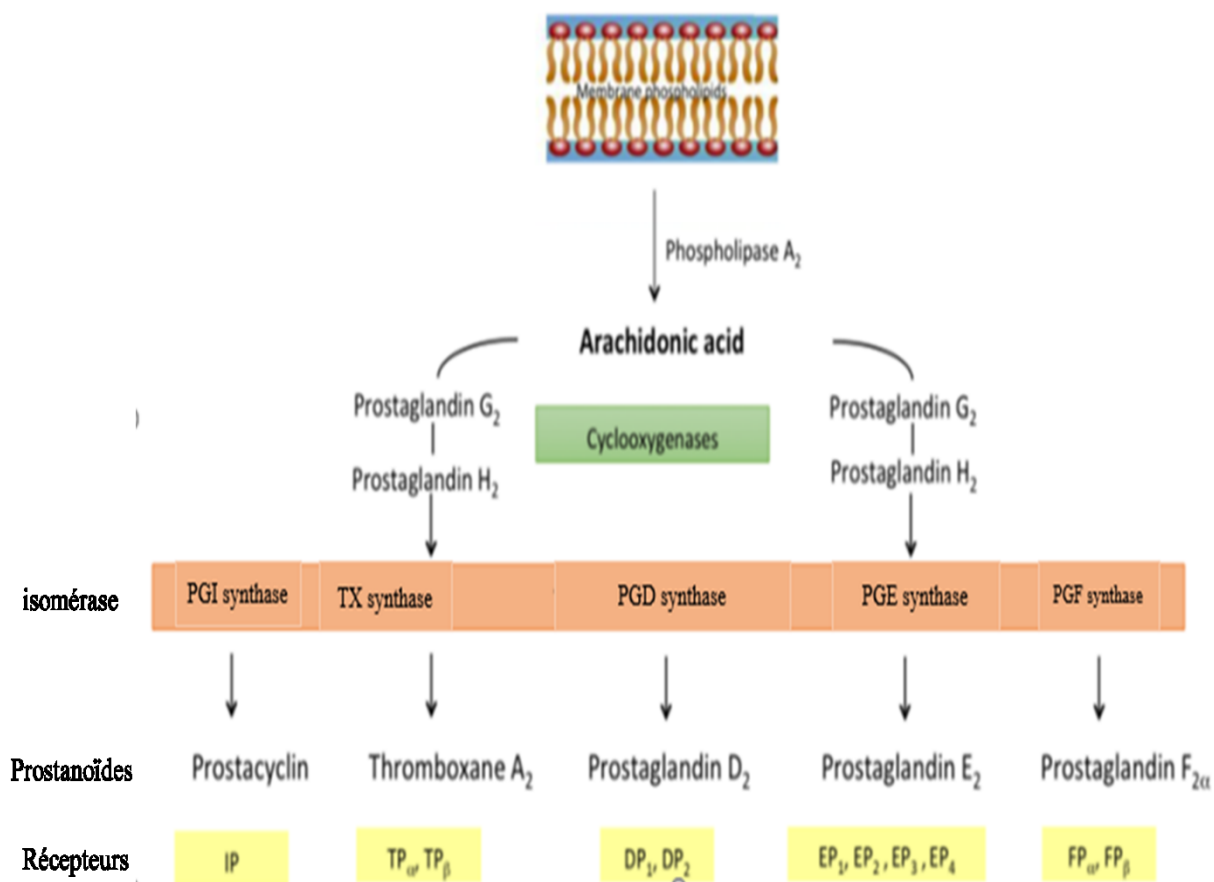 Membrane phospholipids
Phospholipase A₂
Arachidonic acid
Prostaglandin G₂
Prostaglandin G₂
)
Cyclooxygenases
Prostaglandin H₂
Prostaglandin H₂
isomérase PGI synthase TX synthase PGD synthase PGE synthase PGF synthase
Prostanoïdes Prostacyclin Thromboxane A₂ Prostaglandin D₂ Prostaglandin E₂ Prostaglandin F₂α
Récepteurs IP TPα, TPβ DP₁, DP₂ EP₁, EP₂ , EP₃ , EP₄ FPα, FPβ